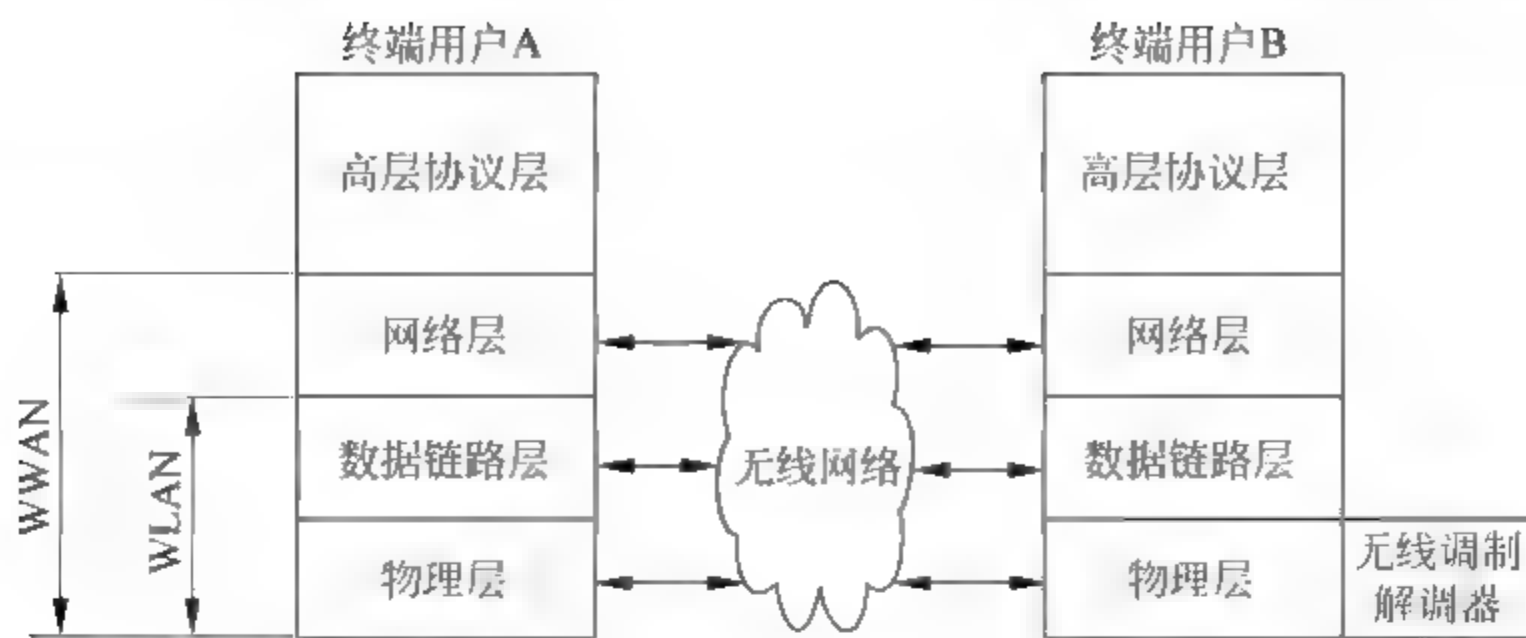 终端用户A
终端用户B
高层协议层
高层协议层
网络层
网络层
WWAN
WLAN
数据链路层
无线网络
数据链路层
物理层
物理层
无线调制
解调器